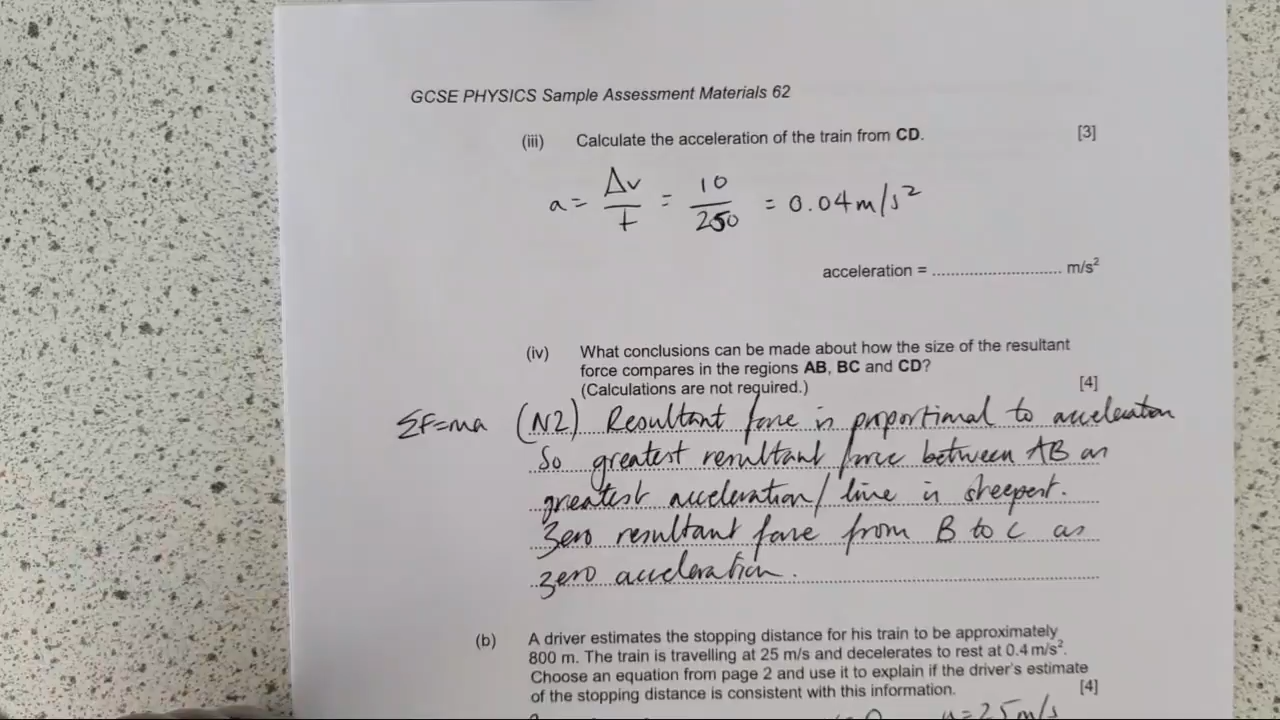 GCSE PHYSICS Sample Assessment Materials 62
(iii) Calculate the acceleration of the train from CD. [3]
a = Δv/t = 10/250 = 0.04 m/s²
acceleration = ............................ m/s²
(iv) What conclusions can be made about how the size of the resultant
force compares in the regions AB, BC and CD?
(Calculations are not required.) [4]
ΣF=ma (N2) Resultant force is proportional to acceleration
So greatest resultant force between AB as
greatest acceleration/line is steepest.
Zero resultant force from B to C as
zero acceleration.
(b) A driver estimates the stopping distance for his train to be approximately
800 m. The train is travelling at 25 m/s and decelerates to rest at 0.4 m/s².
Choose an equation from page 2 and use it to explain if the driver's estimate
of the stopping distance is consistent with this information. [4]
u=25m/s